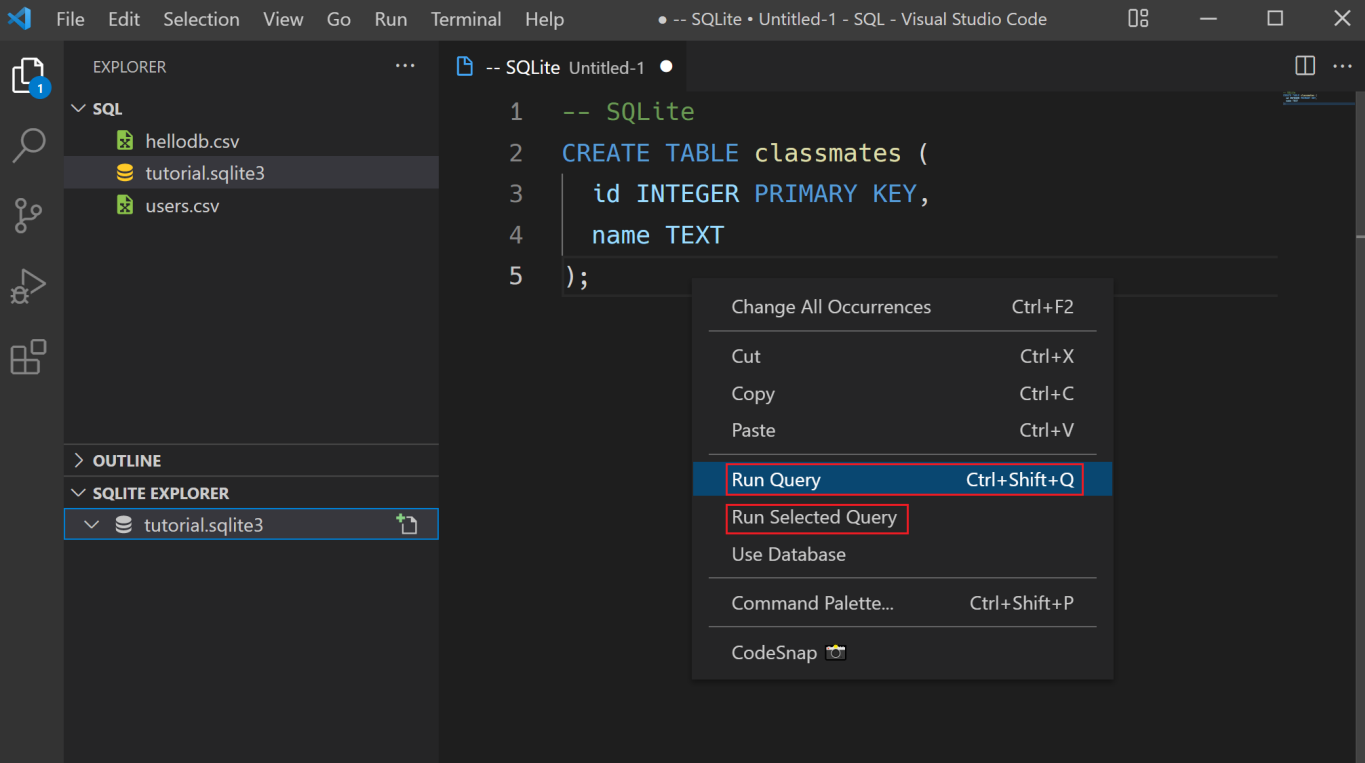 File Edit Selection View Go Run Terminal Help ● -- SQLite • Untitled-1 - SQL - Visual Studio Code
1
EXPLORER ...
SQL
hellodb.csv
tutorial.sqlite3
users.csv
OUTLINE
SQLITE EXPLORER
tutorial.sqlite3
-- SQLite Untitled-1 ●
1 -- SQLite
2 CREATE TABLE classmates (
3 id INTEGER PRIMARY KEY,
4 name TEXT
5 );
Change All Occurrences Ctrl+F2
Cut Ctrl+X
Copy Ctrl+C
Paste Ctrl+V
Run Query Ctrl+Shift+Q
Run Selected Query
Use Database
Command Palette... Ctrl+Shift+P
CodeSnap 📸